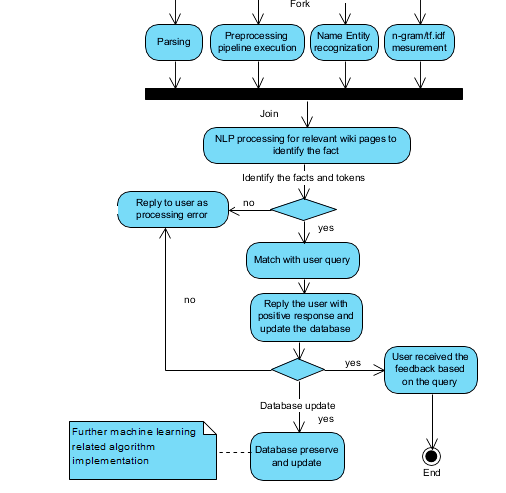 Fork
Parsing
Preprocessing
pipeline execution
Name Entity
recognization
n-gram/tf.idf
mesurement
Join
NLP processing for relevant wiki pages to
identify the fact
Identify the facts and tokens
Reply to user as
processing error
no
yes
Match with user query
no
Reply the user with
positive response and
update the database
yes
User received the
feedback based
on the query
Database update
yes
Further machine learning
related algorithm
implementation
Database preserve
and update
End